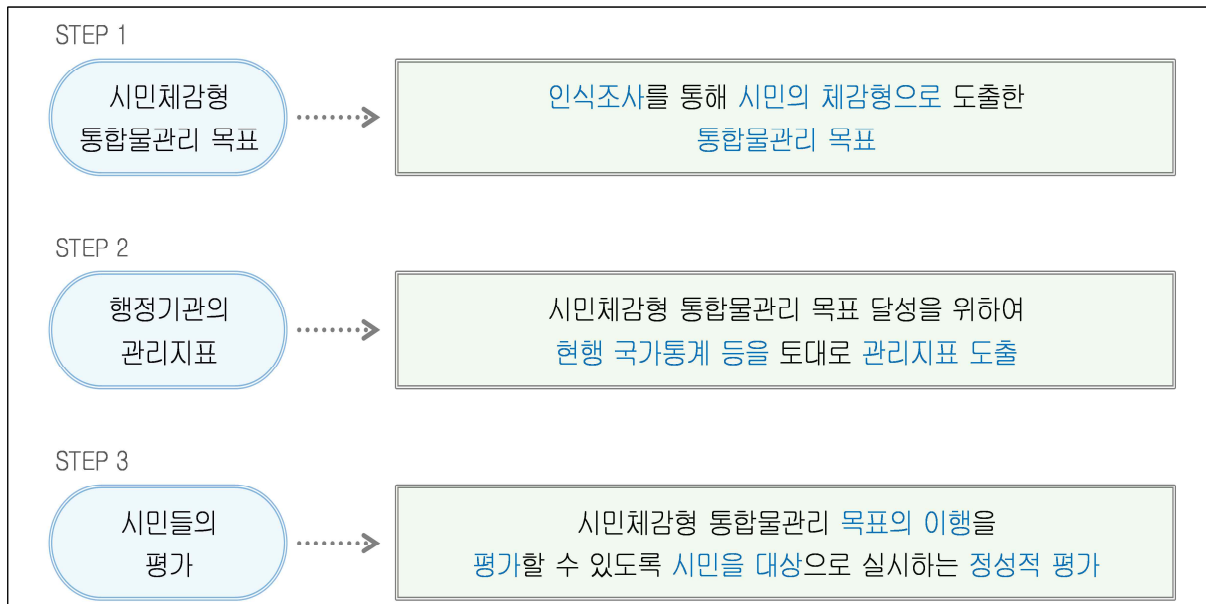 STEP 1
시민체감형
통합물관리 목표
인식조사를 통해 시민의 체감형으로 도출한
통합물관리 목표
STEP 2
행정기관의
관리지표
시민체감형 통합물관리 목표 달성을 위하여
현행 국가통계 등을 토대로 관리지표 도출
STEP 3
시민들의
평가
시민체감형 통합물관리 목표의 이행을
평가할 수 있도록 시민을 대상으로 실시하는 정성적 평가